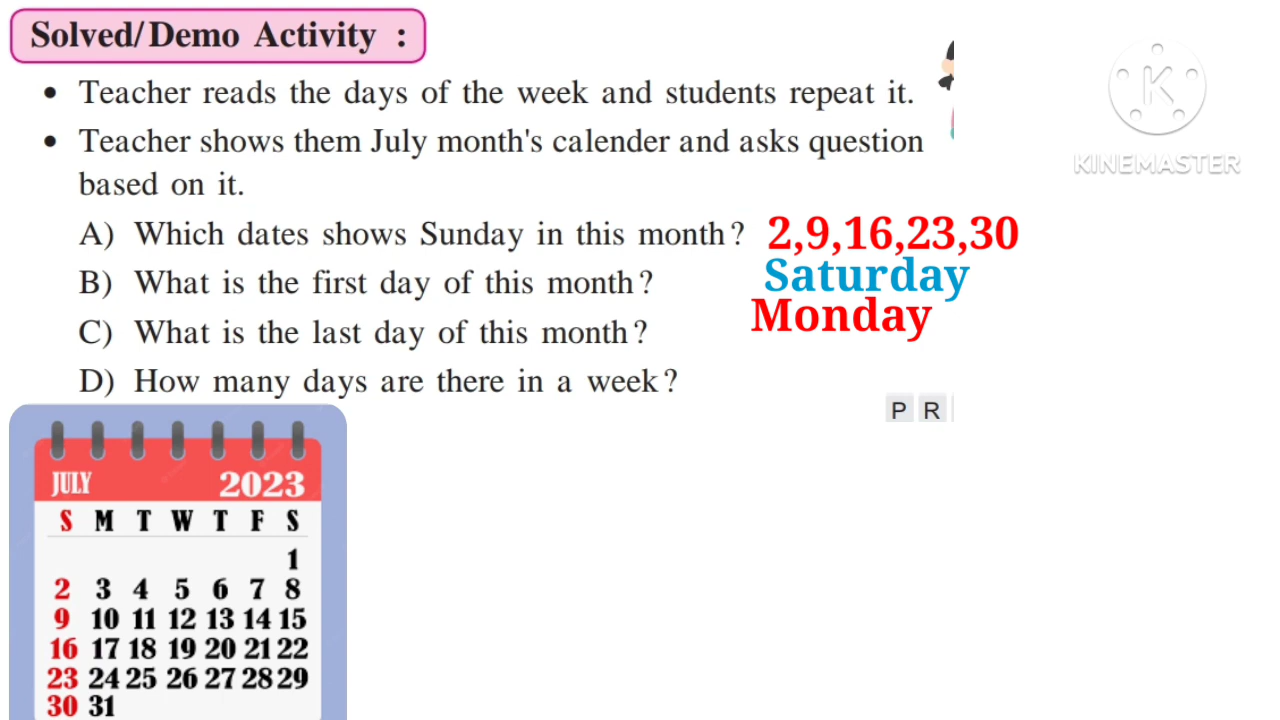 Solved/Demo Activity :
• Teacher reads the days of the week and students repeat it.
• Teacher shows them July month's calender and asks question
based on it.
A) Which dates shows Sunday in this month? 2,9,16,23,30
B) What is the first day of this month? Saturday
C) What is the last day of this month? Monday
D) How many days are there in a week?
P R
K
KINEMASTER
JULY 2023
S M T W T F S
1
2 3 4 5 6 7 8
9 10 11 12 13 14 15
16 17 18 19 20 21 22
23 24 25 26 27 28 29
30 31